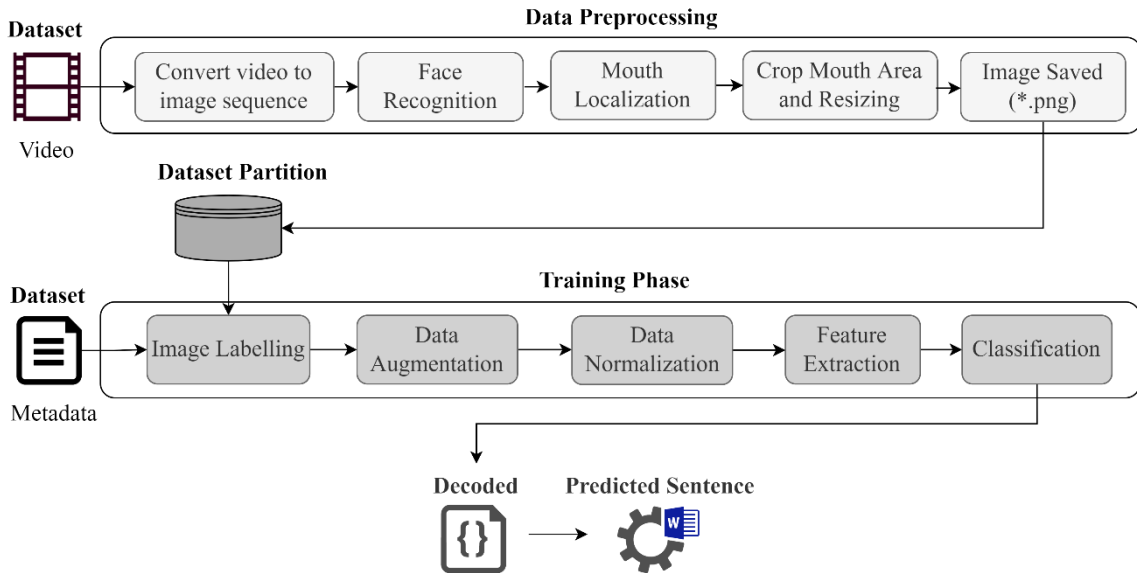 Data Preprocessing
Dataset
Convert video to
image sequence
Face
Recognition
Mouth
Localization
Crop Mouth Area
and Resizing
Image Saved
(*.png)
Video
Dataset Partition
Training Phase
Dataset
Image Labelling
Data
Augmentation
Data
Normalization
Feature
Extraction
Classification
Metadata
Decoded
{}
Predicted Sentence
W